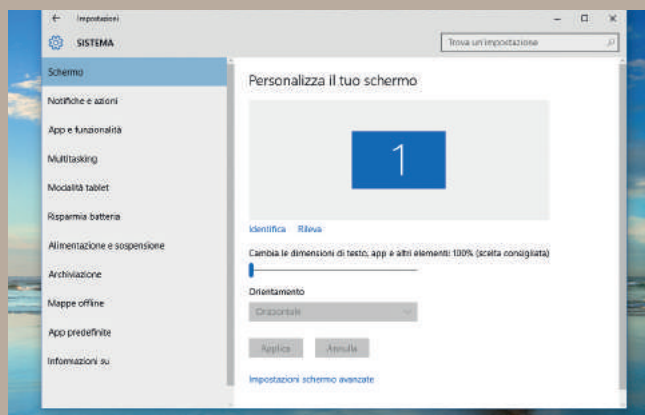 Impostazioni
SISTEMA
Trova un'impostazione
Schermo
Notifiche e azioni
App e funzionalità
Multitasking
Modalità tablet
Risparmia batteria
Alimentazione e sospensione
Archiviazione
Mappe offline
App predefinite
Informazioni su
Personalizza il tuo schermo
1
Identifica Rileva
Cambia le dimensioni di testo, app e altri elementi: 100% (scelta consigliata)
Orientamento
Orizzontale
Applica Annulla
Impostazioni schermo avanzate